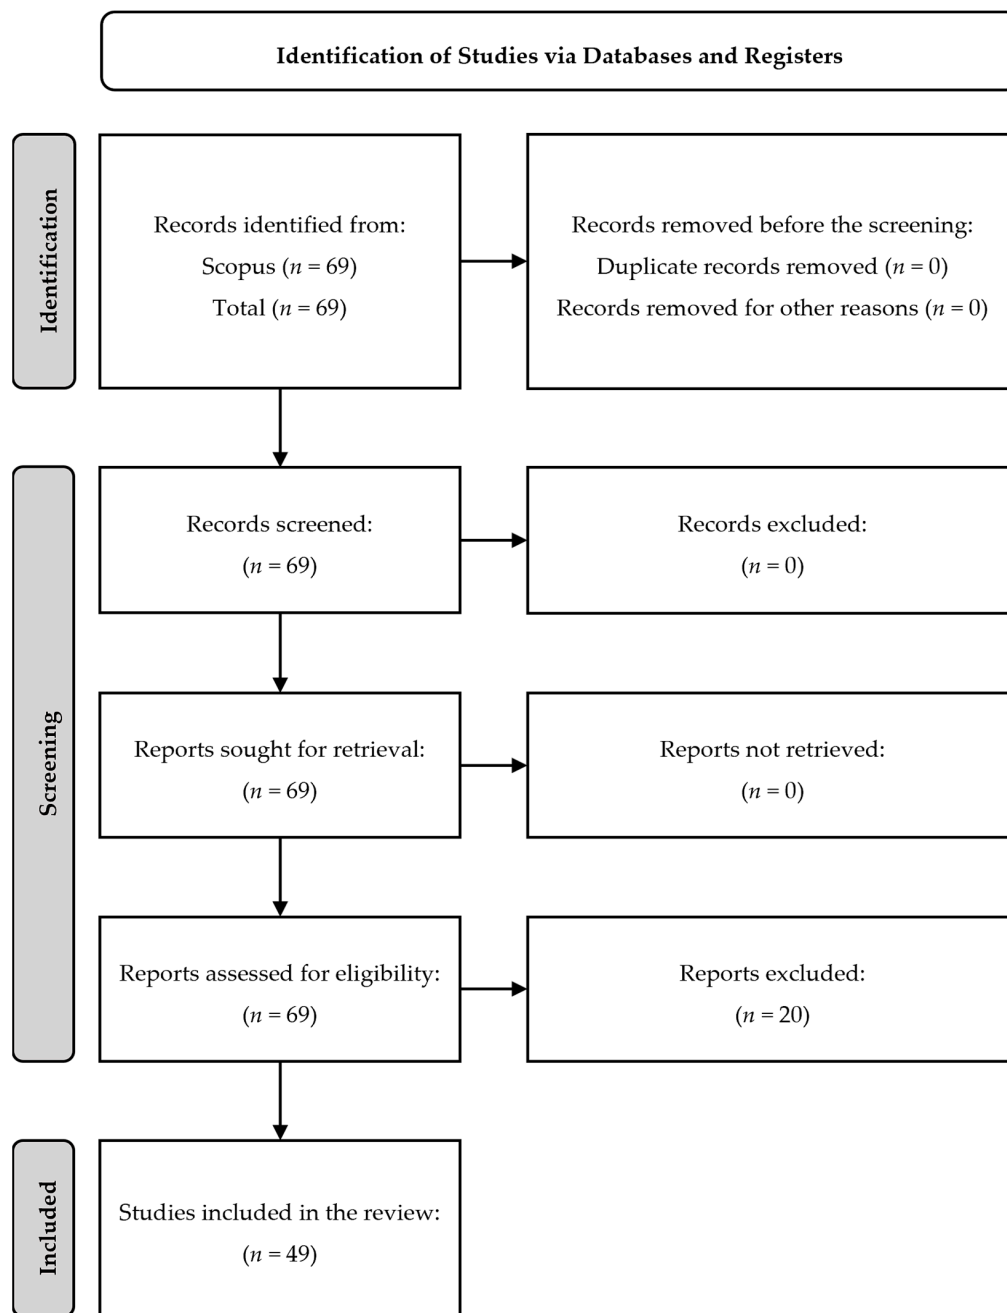 Identification of Studies via Databases and Registers
Identification
Records identified from:
Scopus (n = 69)
Total (n = 69)
Records removed before the screening:
Duplicate records removed (n = 0)
Records removed for other reasons (n = 0)
Screening
Records screened:
(n = 69)
Records excluded:
(n = 0)
Reports sought for retrieval:
(n = 69)
Reports not retrieved:
(n = 0)
Reports assessed for eligibility:
(n = 69)
Reports excluded:
(n = 20)
Included
Studies included in the review:
(n = 49)